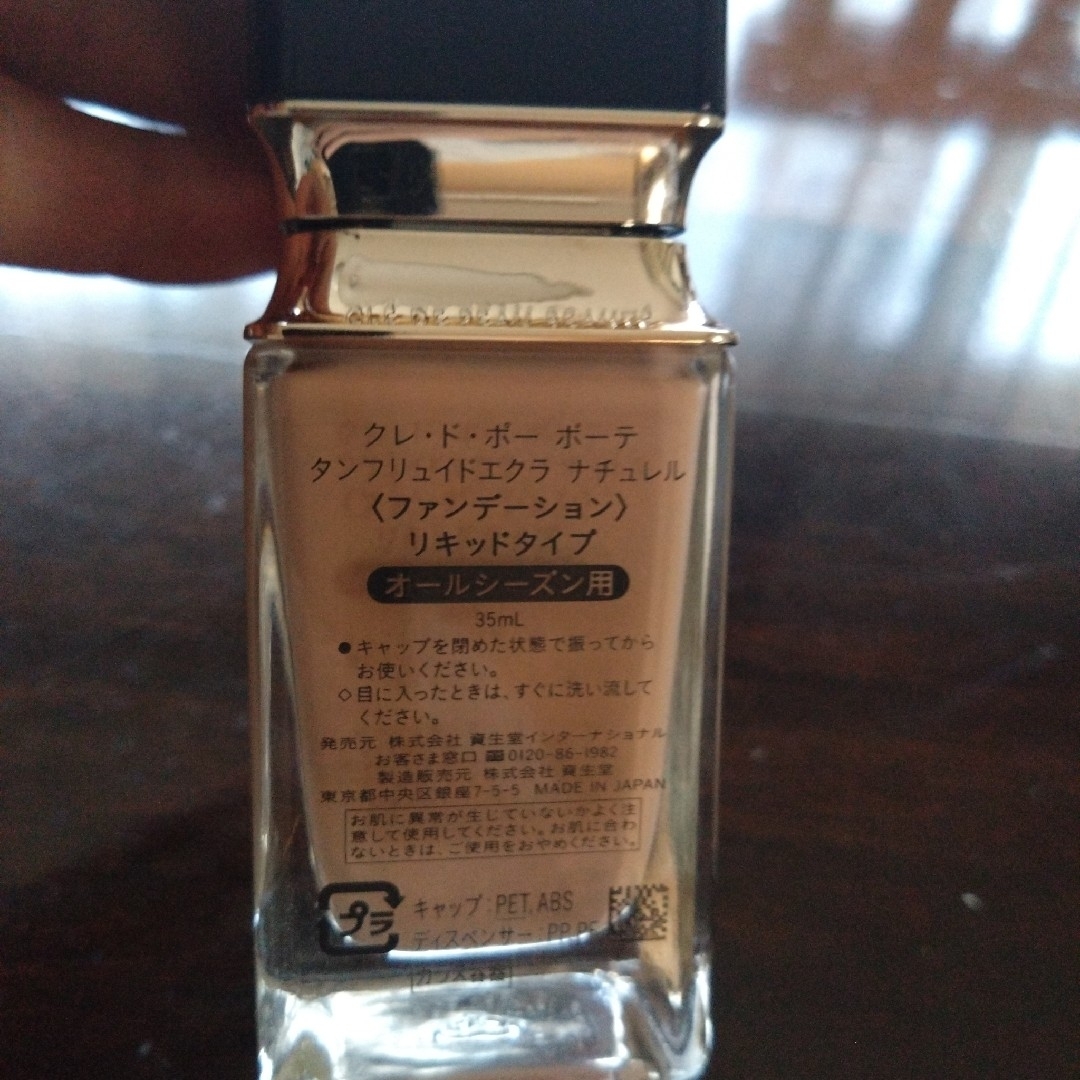 クレ・ド・ポー ボーテ
タンフリュイドエクラ ナチュレル
〈ファンデーション〉
リキッドタイプ
オールシーズン用
35mL
●キャップを閉めた状態で振ってから
お使いください。
◇目に入ったときは、すぐに洗い流して
ください。
発売元 株式会社 資生堂インターナショナル
お客さま窓口 0120-86-1982
製造販売元 株式会社 資生堂
東京都中央区銀座7-5-5 MADE IN JAPAN
お肌に異常が生じていないかよく注
意して使用してください。お肌に合わ
ないときは、ご使用をおやめください。
プラ
キャップ:PET, ABS
ディスペンサー:PP,